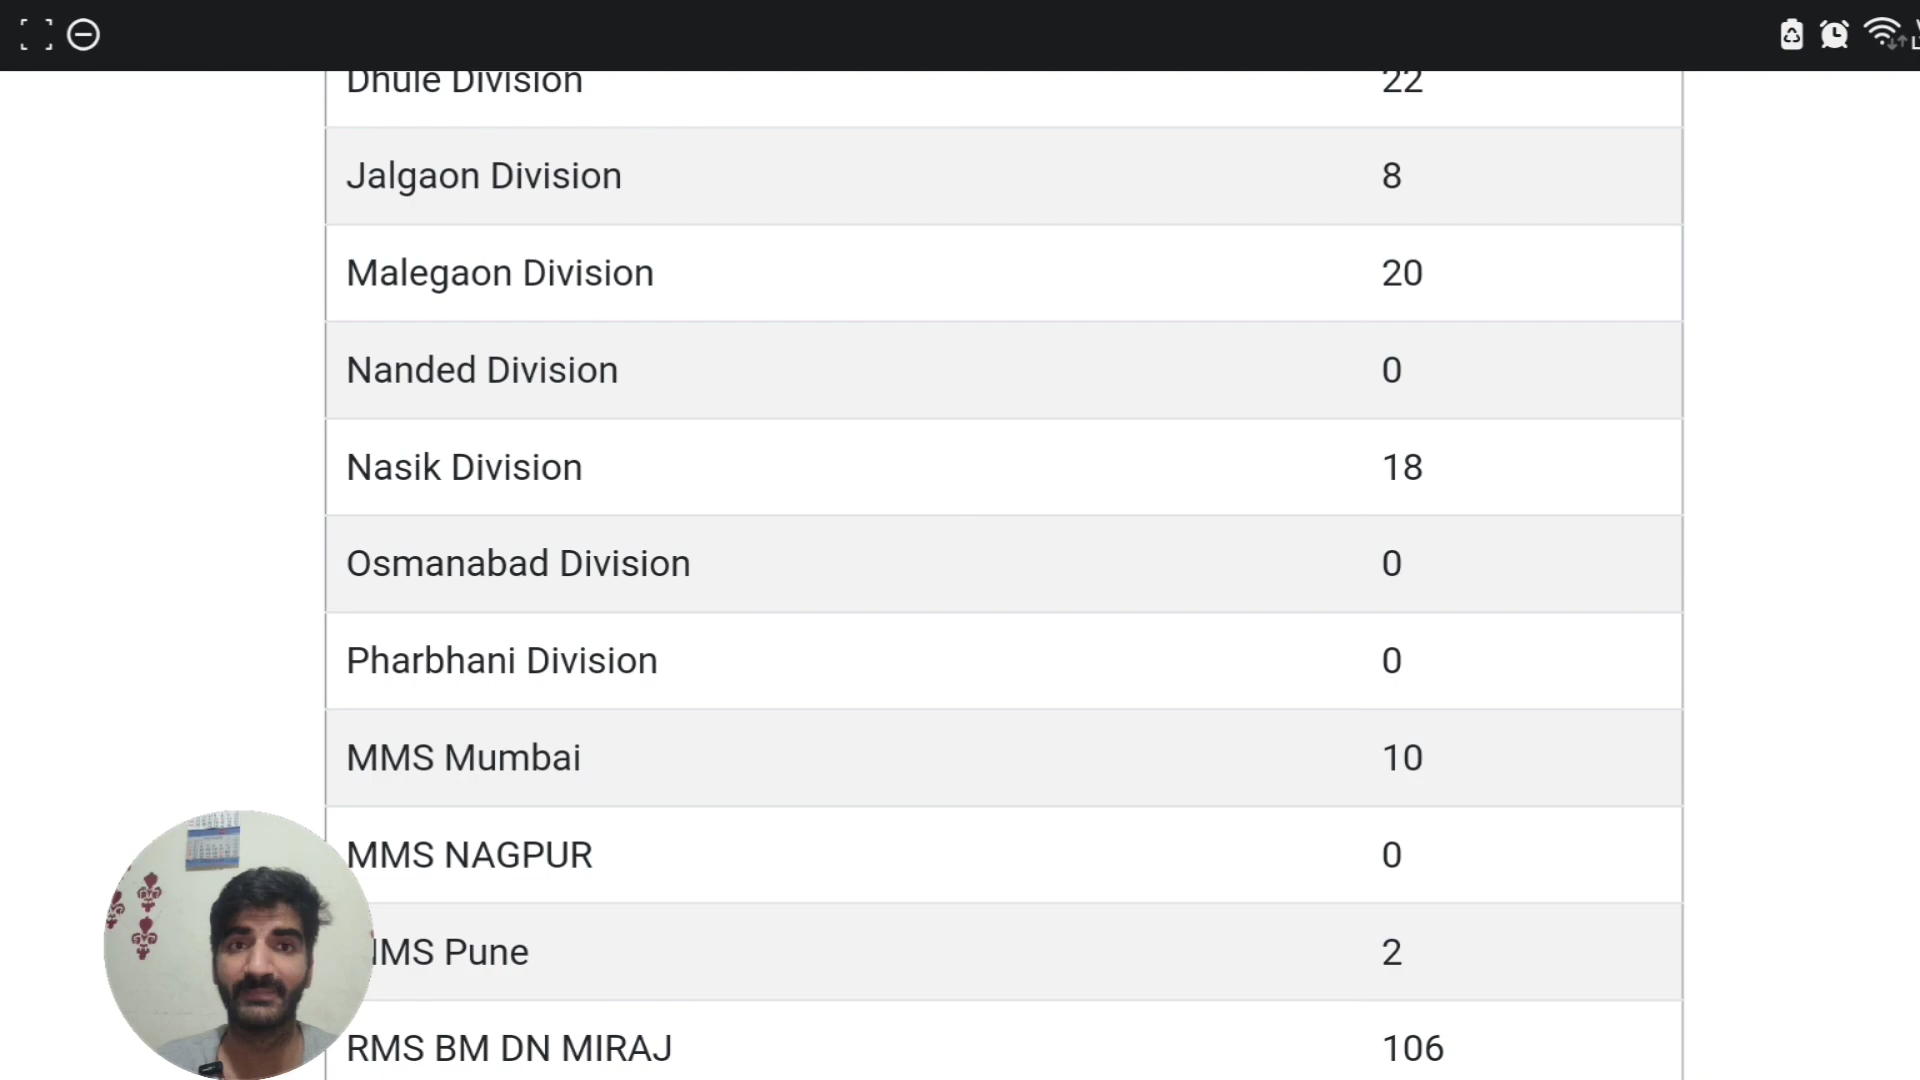 Dhule Division 22
Jalgaon Division 8
Malegaon Division 20
Nanded Division 0
Nasik Division 18
Osmanabad Division 0
Pharbhani Division 0
MMS Mumbai 10
MMS NAGPUR 0
MMS Pune 2
RMS BM DN MIRAJ 106